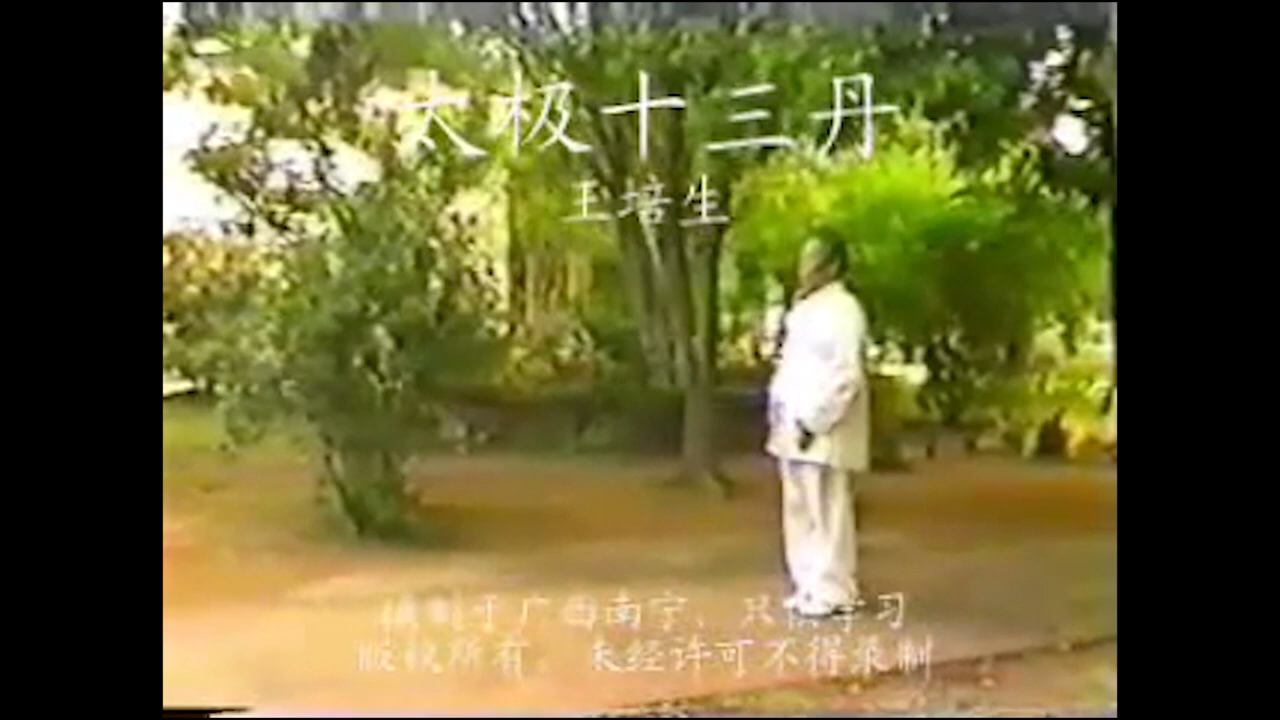 太极十三丹
王培生
摄制于广西南宁，只供学习
版权所有，未经许可不得录制